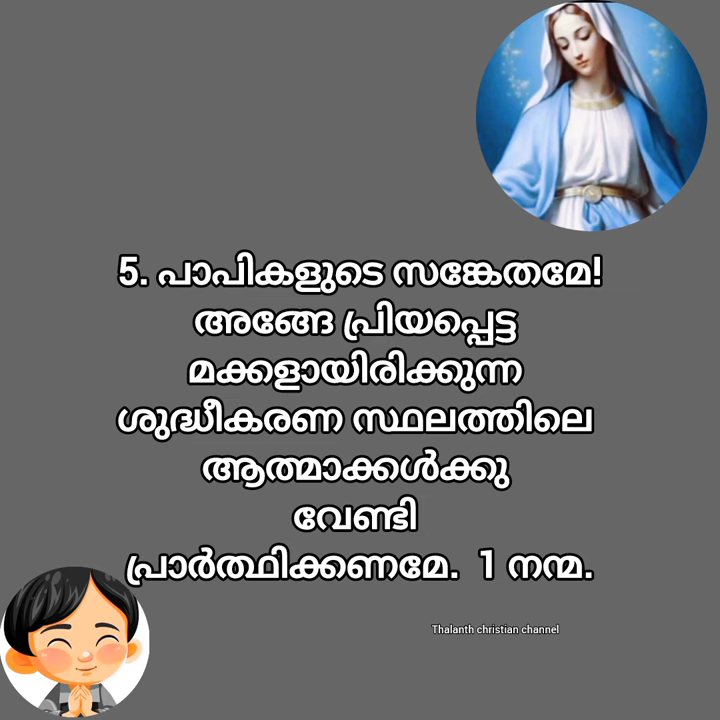 5. പാപികളുടെ സങ്കേതമേ!
അങ്ങേ പ്രിയപ്പെട്ട
മക്കളായിരിക്കുന്ന
ശുദ്ധീകരണ സ്ഥലത്തിലെ
ആത്മാക്കൾക്കു
വേണ്ടി
പ്രാർത്ഥിക്കണമേ. 1 നന്മ.
Thalanth christian channel